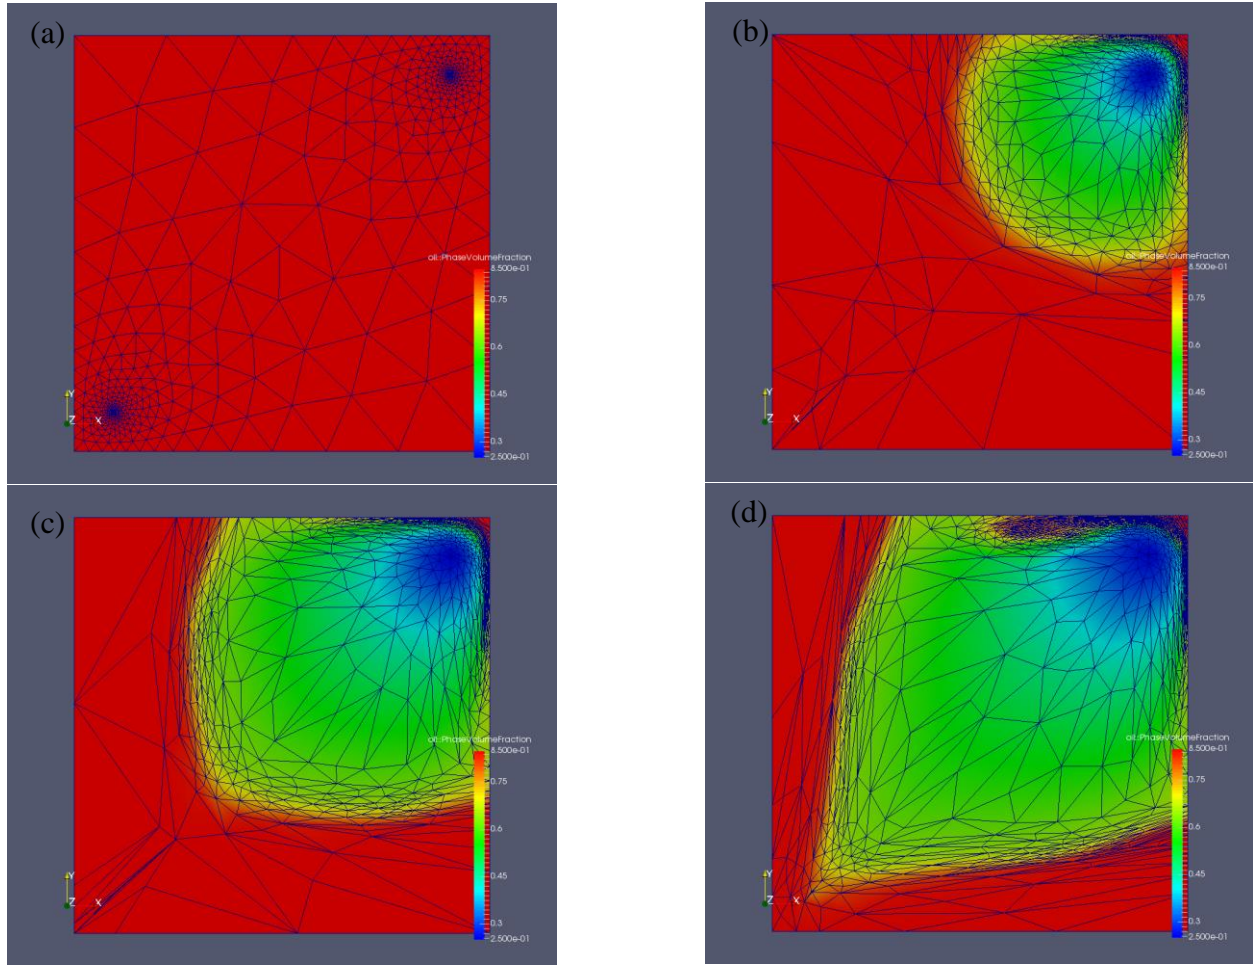 (a)
Y
Z X
oil::PhaseVolumeFraction
8.500e-01
0.75
0.6
0.45
0.3
2.500e-01
(b)
Y
Z X
oil::PhaseVolumeFraction
8.500e-01
0.75
0.6
0.45
0.3
2.500e-01
(c)
Y
Z X
oil::PhaseVolumeFraction
8.500e-01
0.75
0.6
0.45
0.3
2.500e-01
(d)
Y
Z X
oil::PhaseVolumeFraction
8.500e-01
0.75
0.6
0.45
0.3
2.500e-01